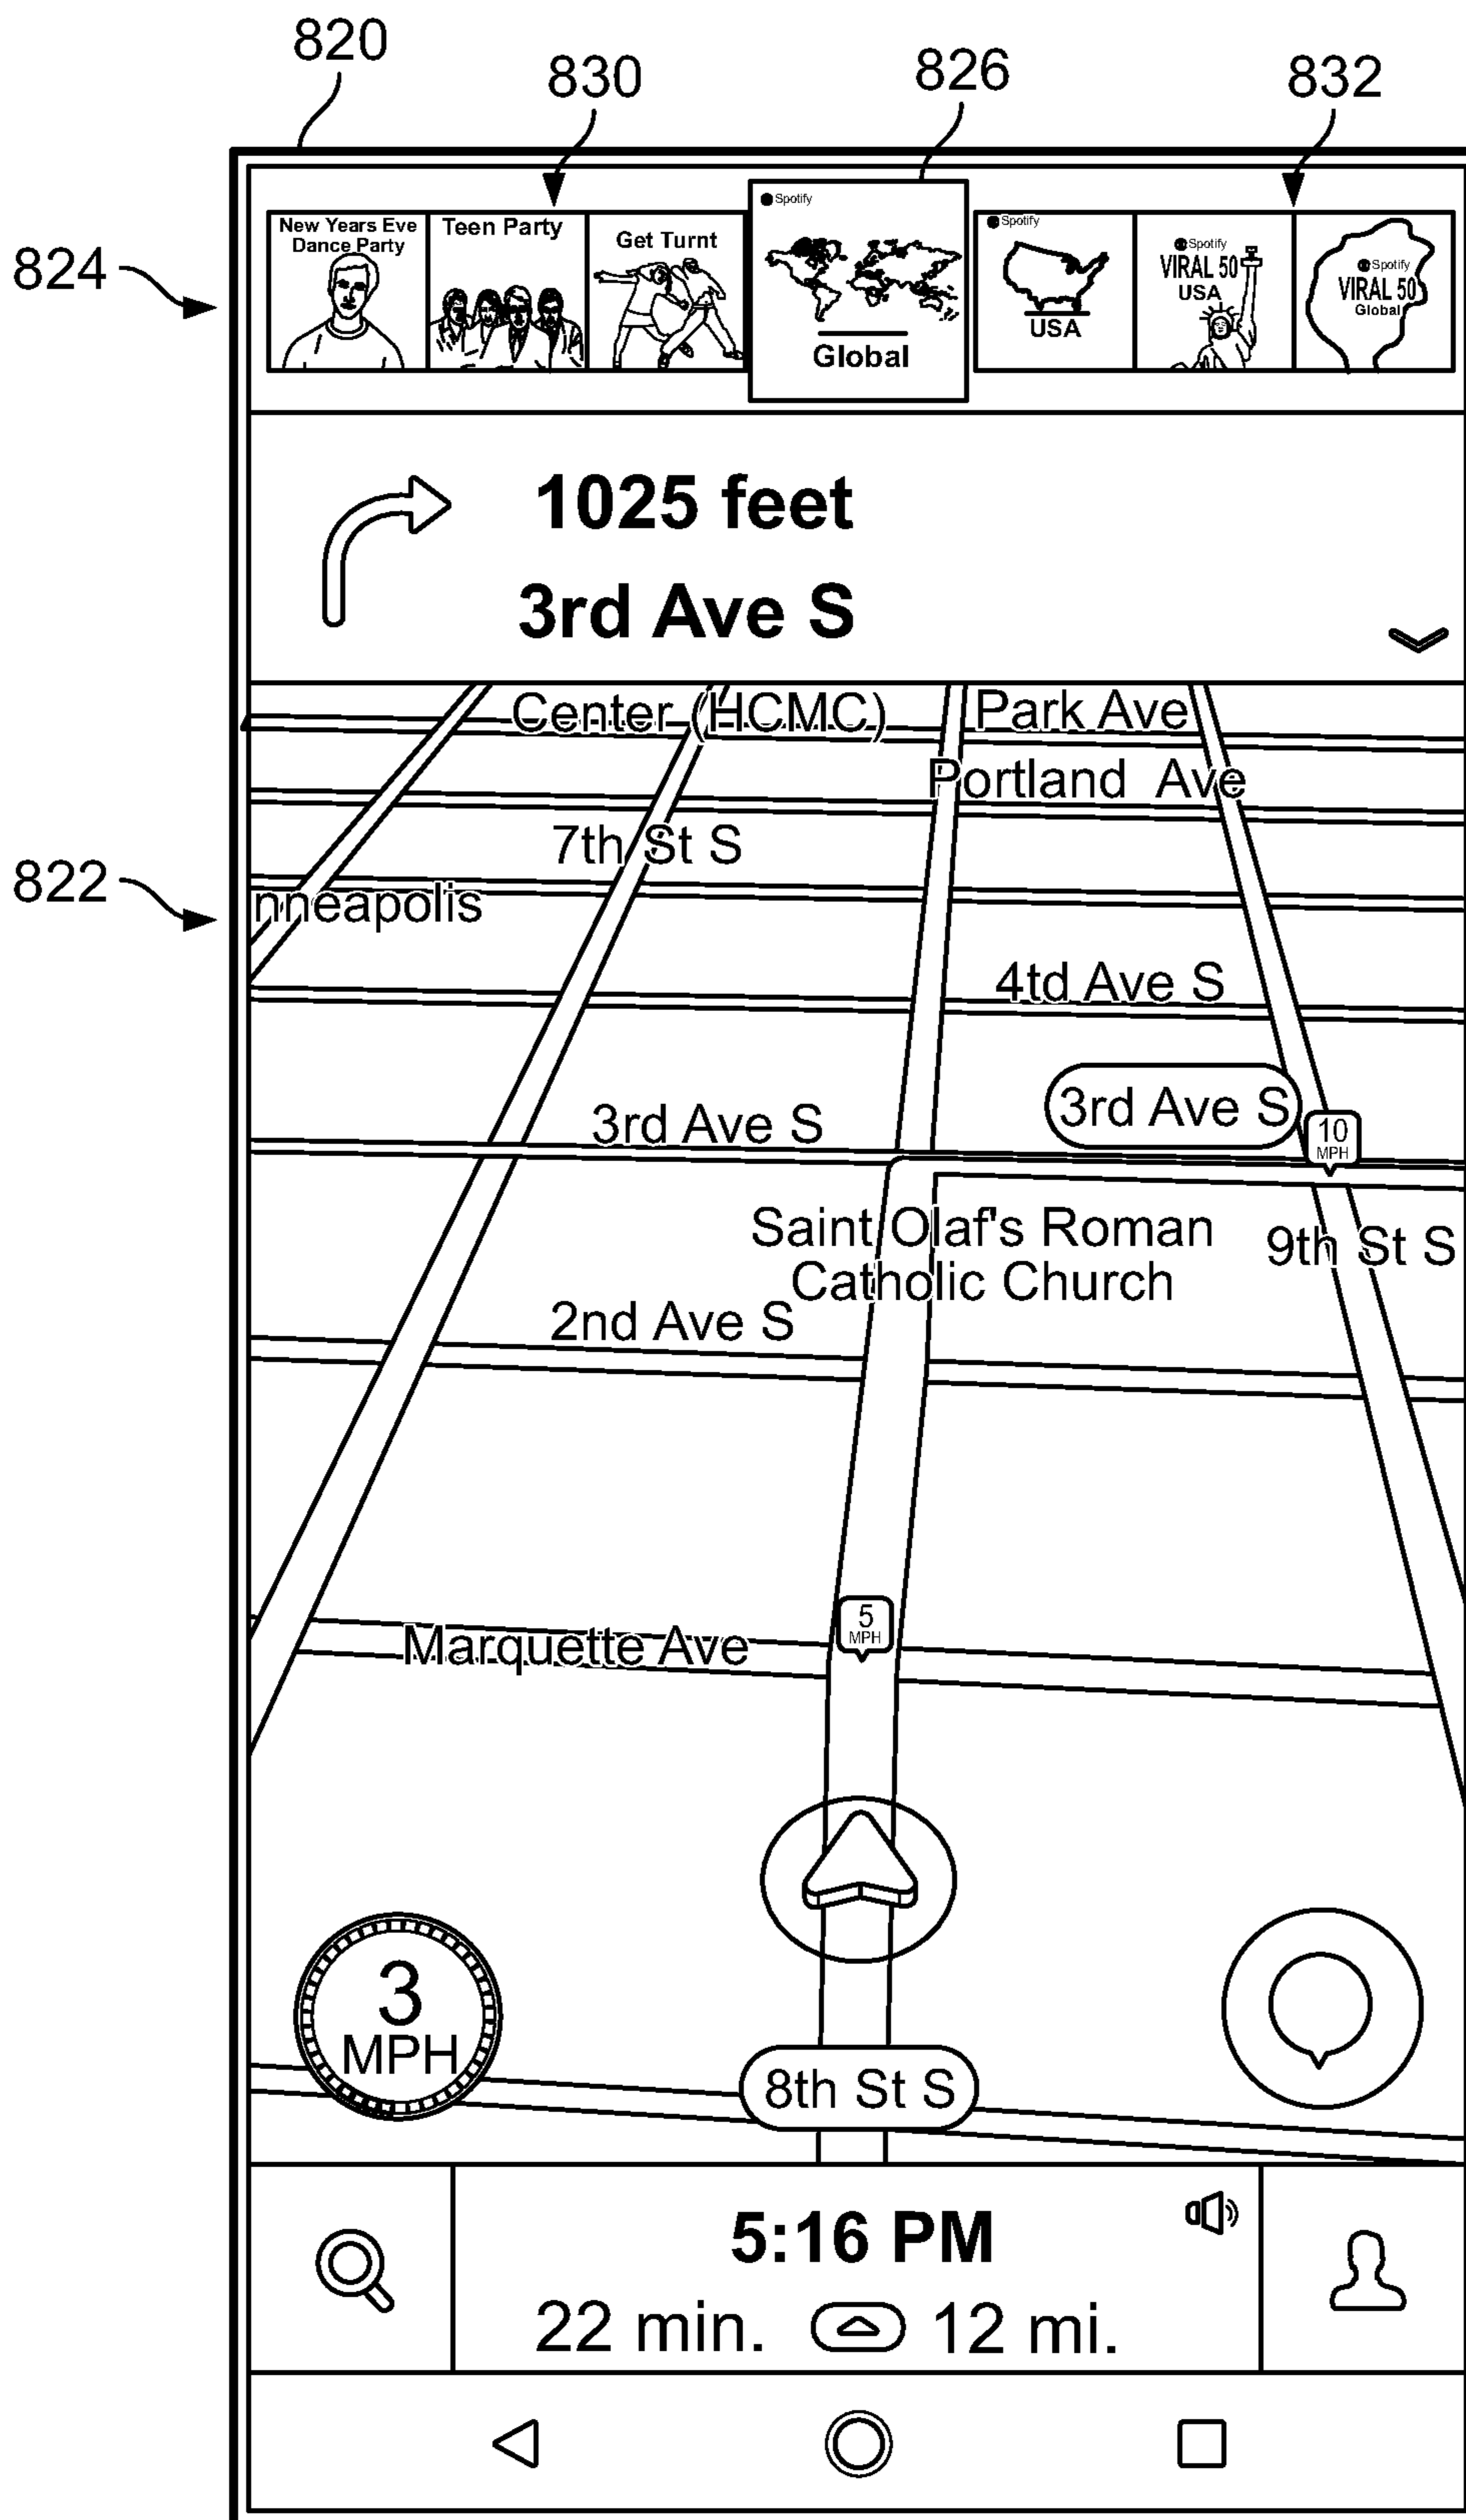 820
830
826
832
824
New Years Eve
Dance Party
Teen Party
Get Turnt
Spotify
Global
Spotify
USA
Spotify
VIRAL 50
USA
Spotify
VIRAL 50
Global
1025 feet
3rd Ave S
Center (HCMC)
Park Ave
Portland Ave
7th St S
822
nneapolis
4td Ave S
3rd Ave S
3rd Ave S
10
MPH
Saint Olaf's Roman
Catholic Church
9th St S
2nd Ave S
5
MPH
Marquette Ave
3
MPH
8th St S
5:16 PM
22 min.
12 mi.